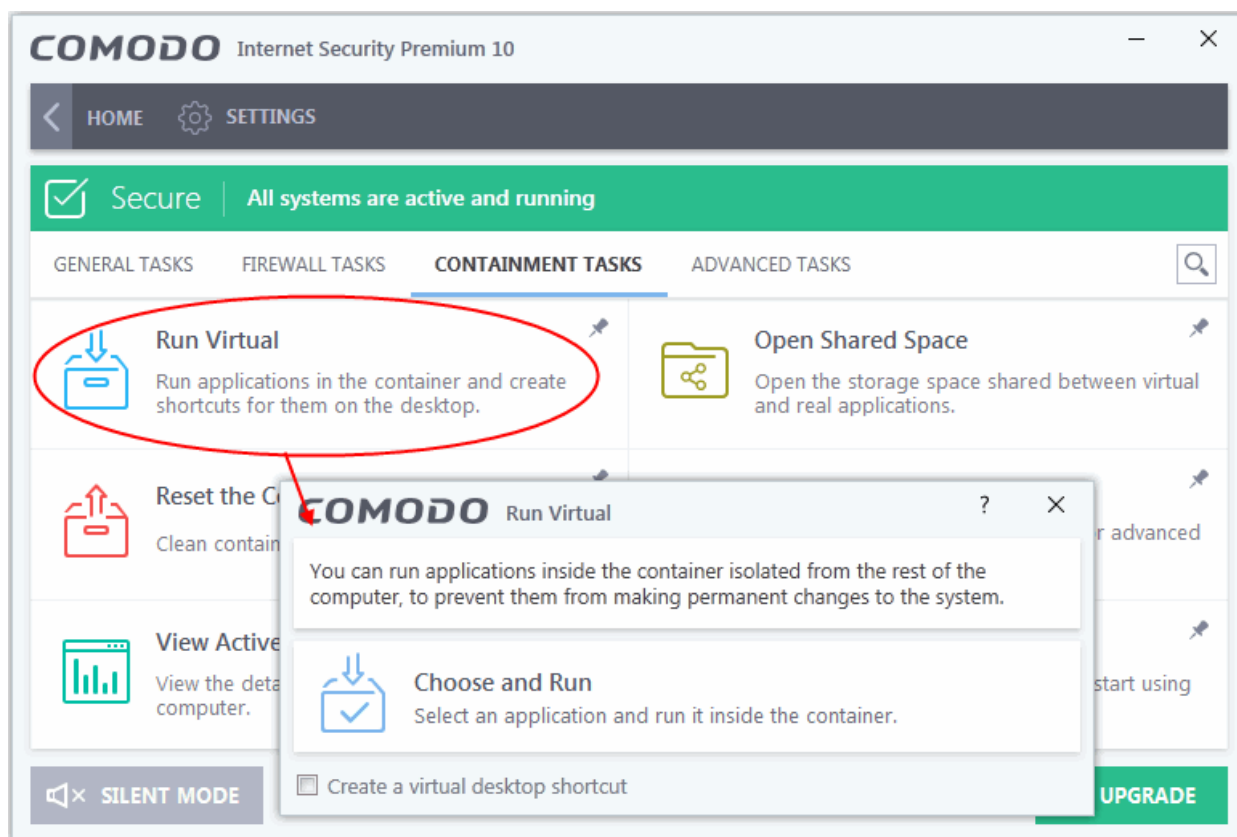 COMODO Internet Security Premium 10
HOME SETTINGS
Secure All systems are active and running
GENERAL TASKS FIREWALL TASKS CONTAINMENT TASKS ADVANCED TASKS
Run Virtual
Run applications in the container and create
shortcuts for them on the desktop.
Open Shared Space
Open the storage space shared between virtual
and real applications.
Reset the
Clean
advanced
View Active
View the
computer.
start using
COMODO Run Virtual ?
You can run applications inside the container isolated from the rest of the
computer, to prevent them from making permanent changes to the system.
Choose and Run
Select an application and run it inside the container.
Create a virtual desktop shortcut
SILENT MODE
UPGRADE